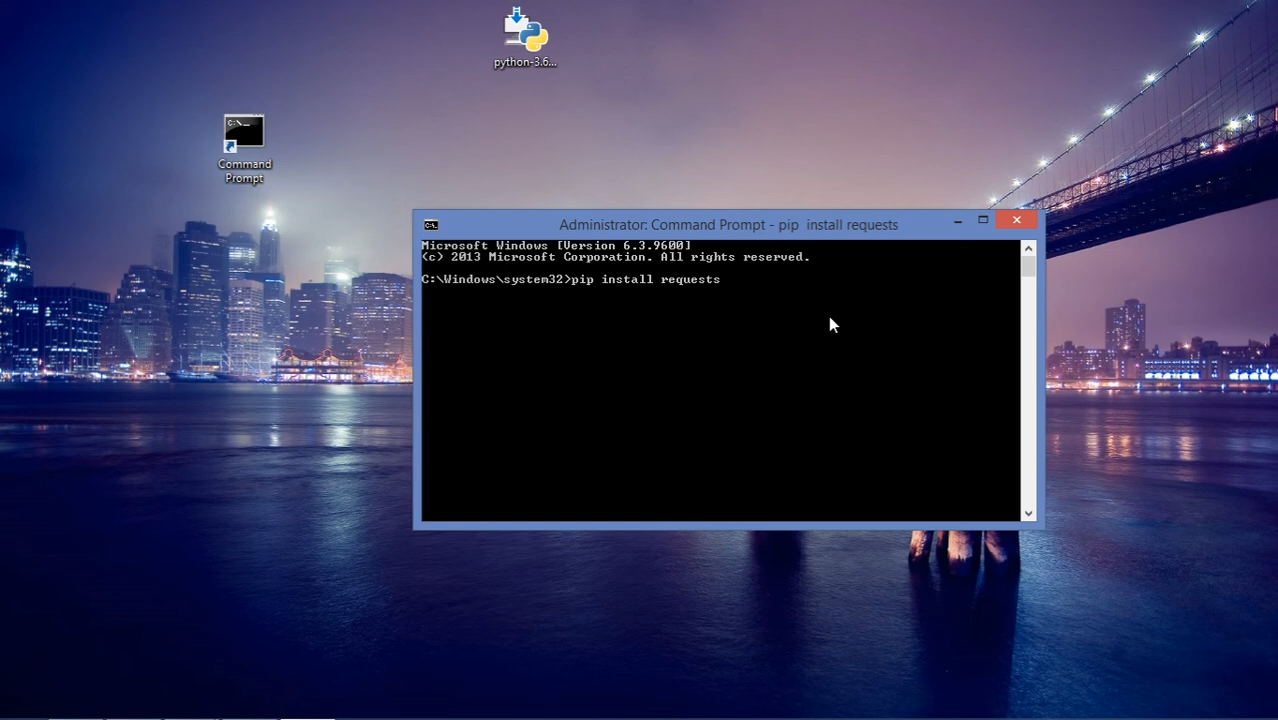 python-3.6...
Command
Prompt
Administrator: Command Prompt - pip  install requests
Microsoft Windows [Version 6.3.9600]
(c) 2013 Microsoft Corporation. All rights reserved.
C:\Windows\system32>pip install requests